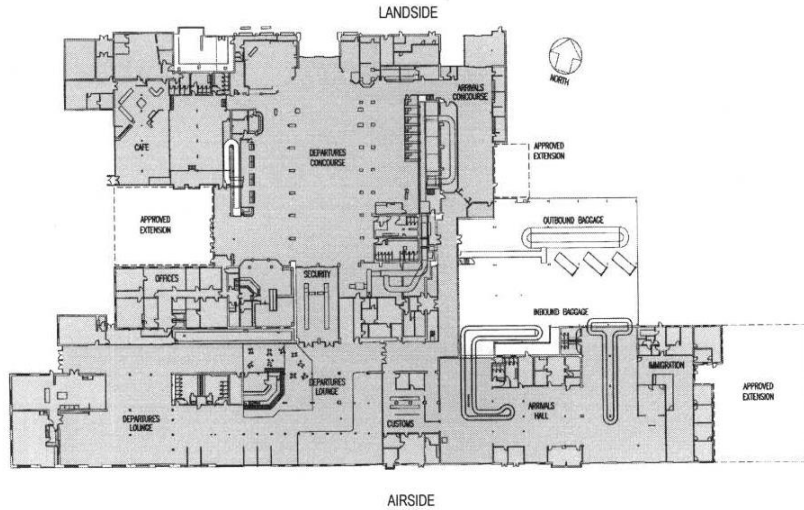 LANDSIDE
NORTH
ARRIVALS
CONCOURSE
CAFE
DEPARTURES
CONCOURSE
APPROVED
EXTENSION
APPROVED
EXTENSION
OUTBOUND BAGGAGE
OFFICES
SECURITY
INBOUND BAGGAGE
IMMIGRATION
DEPARTURES
LOUNGE
APPROVED
EXTENSION
DEPARTURES
LOUNGE
ARRIVALS
HALL
CUSTOMS
AIRSIDE